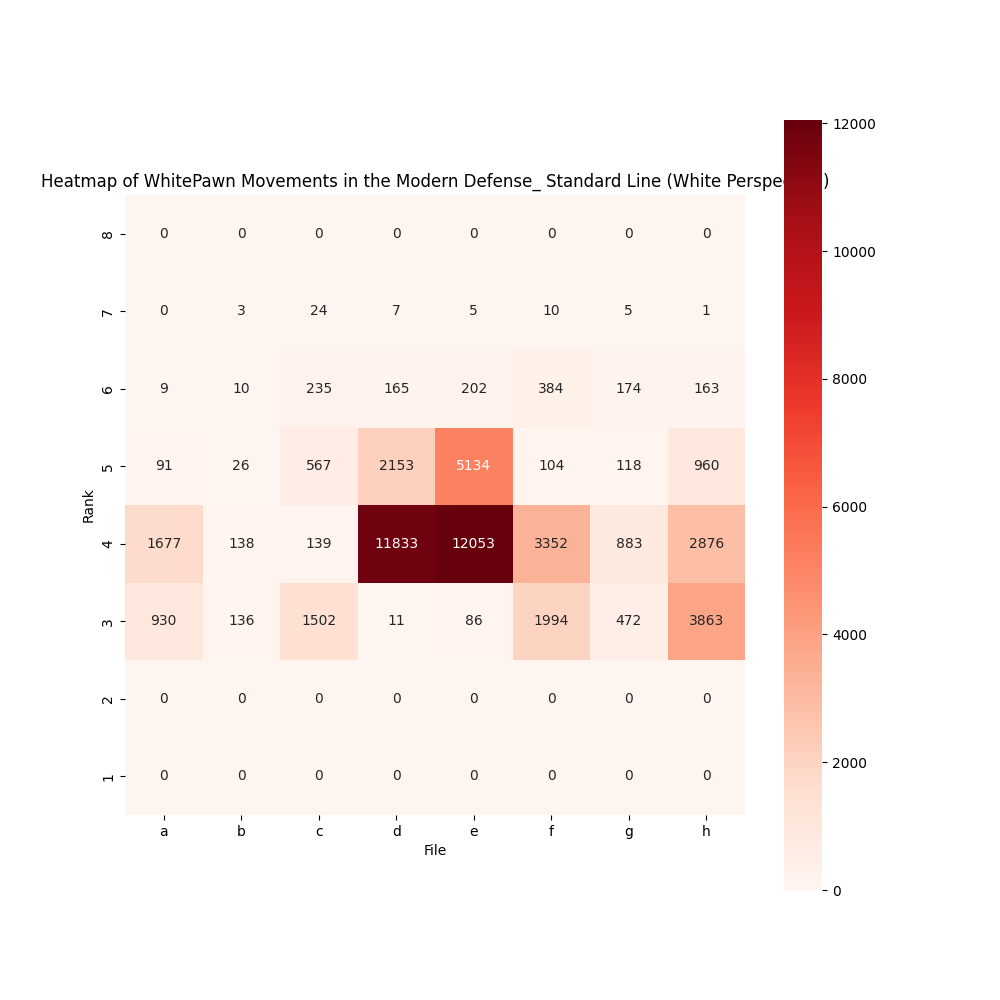 Heatmap of WhitePawn Movements in the Modern Defense_ Standard Line (White Perspe )
8 0 0 0 0 0 0 0 0
7 0 3 24 7 5 10 5 1
6 9 10 235 165 202 384 174 163
5 91 26 567 2153 5134 104 118 960
4 1677 138 139 11833 12053 3352 883 2876
3 930 136 1502 11 86 1994 472 3863
2 0 0 0 0 0 0 0 0
1 0 0 0 0 0 0 0 0
a b c d e f g h
File
Rank
12000
10000
8000
6000
4000
2000
0